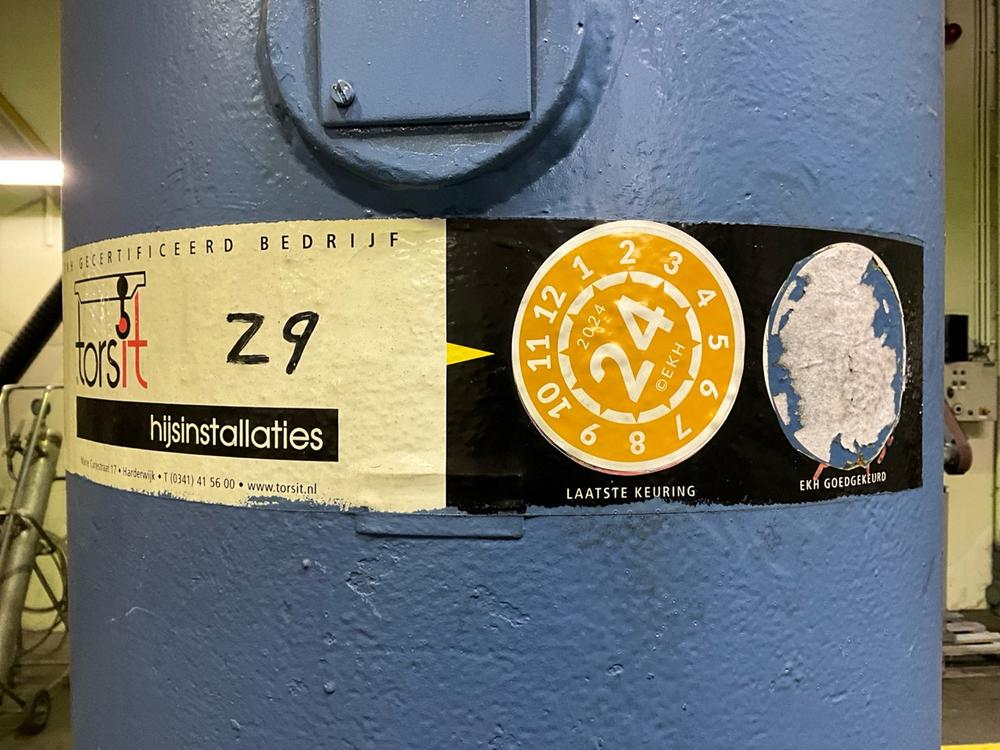 GECERTIFICEERD BEDRIJF
torsit
Z9
hijsinstallaties
17 • Harderwijk • T (0341) 41 56 00 • www.torsit.nl
1 2 3 4 5 6 7 8 9 10 11 12
2024
24
©EKH
LAATSTE KEURING
EKH GOEDGEKEURD